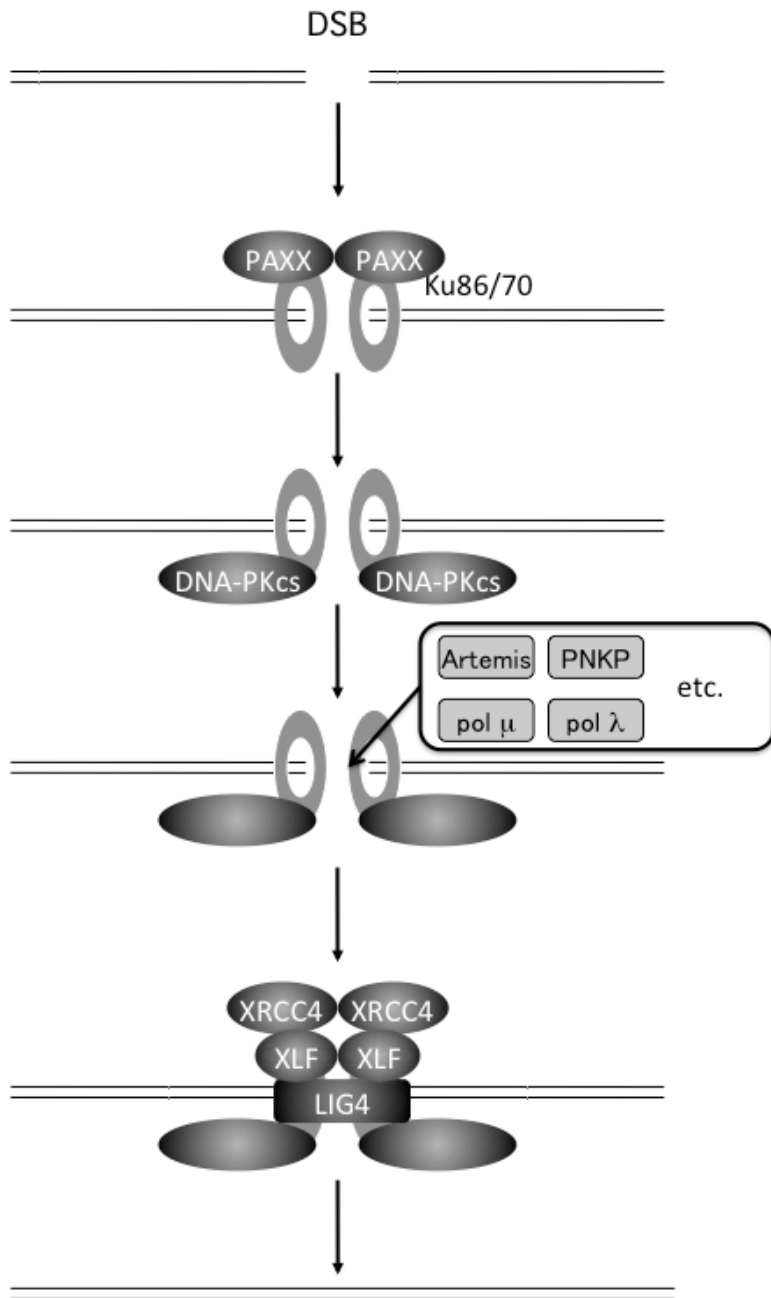 DSB
PAXX PAXX
Ku86/70
DNA-PKcs DNA-PKcs
Artemis PNKP
etc.
pol μ pol λ
XRCC4 XRCC4
XLF XLF
LIG4